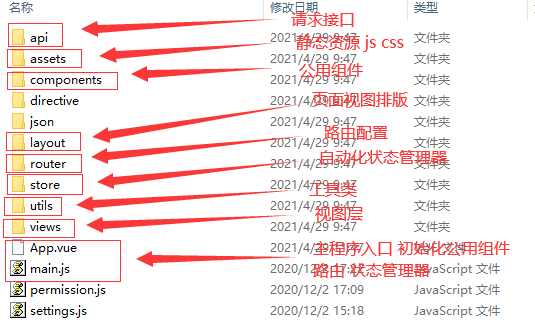 名称 修改日期 类型
api 请求接口 2021/4/29 9:47 文件夹
assets 静态资源 js css 2021/4/29 9:47 文件夹
components 公用组件 2021/4/29 9:47 文件夹
directive 页面视图排版 2021/4/29 9:47 文件夹
json 2021/4/29 9:47 文件夹
layout 路由配置 2021/4/29 9:47 文件夹
router 自动化状态管理器 2021/4/29 9:47 文件夹
store 2021/4/29 9:47 文件夹
utils 工具类 2021/4/29 9:47 文件夹
views 视图层 2021/4/29 9:47 文件夹
App.vue 主程序入口 初始化公用组件
main.js 路由 状态管理器 2020/12/2 17:27 JavaScript 文件
permission.js 2020/12/2 17:09 JavaScript 文件
settings.js 2020/12/2 15:18 JavaScript 文件